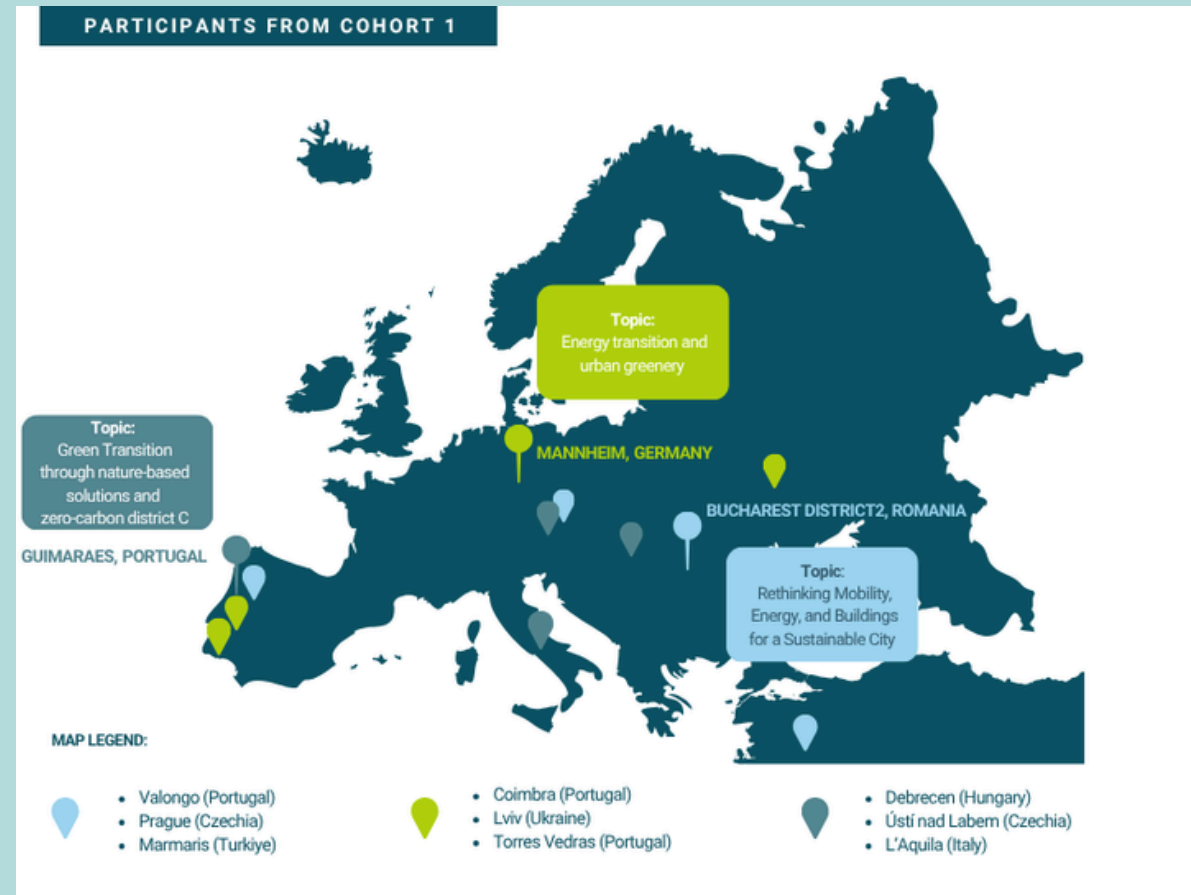 PARTICIPANTS FROM COHORT 1
Topic:
Energy transition and
urban greenery
MANNHEIM, GERMANY
Topic:
Green Transition
through nature-based
solutions and
zero-carbon district C
GUIMARAES, PORTUGAL
BUCHAREST DISTRICT2, ROMANIA
Topic:
Rethinking Mobility,
Energy, and Buildings
for a Sustainable City
MAP LEGEND:
• Valongo (Portugal)
• Prague (Czechia)
• Marmaris (Turkiye)
• Coimbra (Portugal)
• Lviv (Ukraine)
• Torres Vedras (Portugal)
• Debrecen (Hungary)
• Ústí nad Labem (Czechia)
• L'Aquila (Italy)